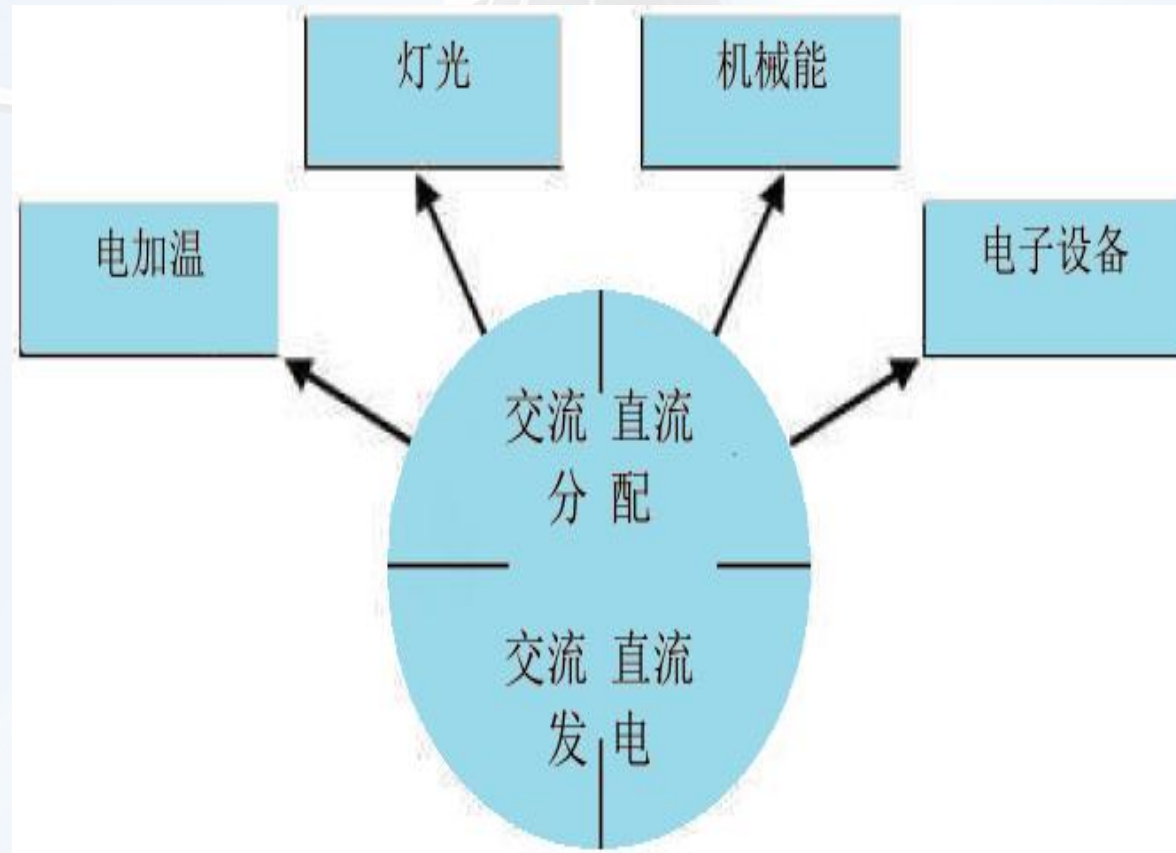 灯光
机械能
电加温
电子设备
交流 直流
分 配
交流 直流
发 电